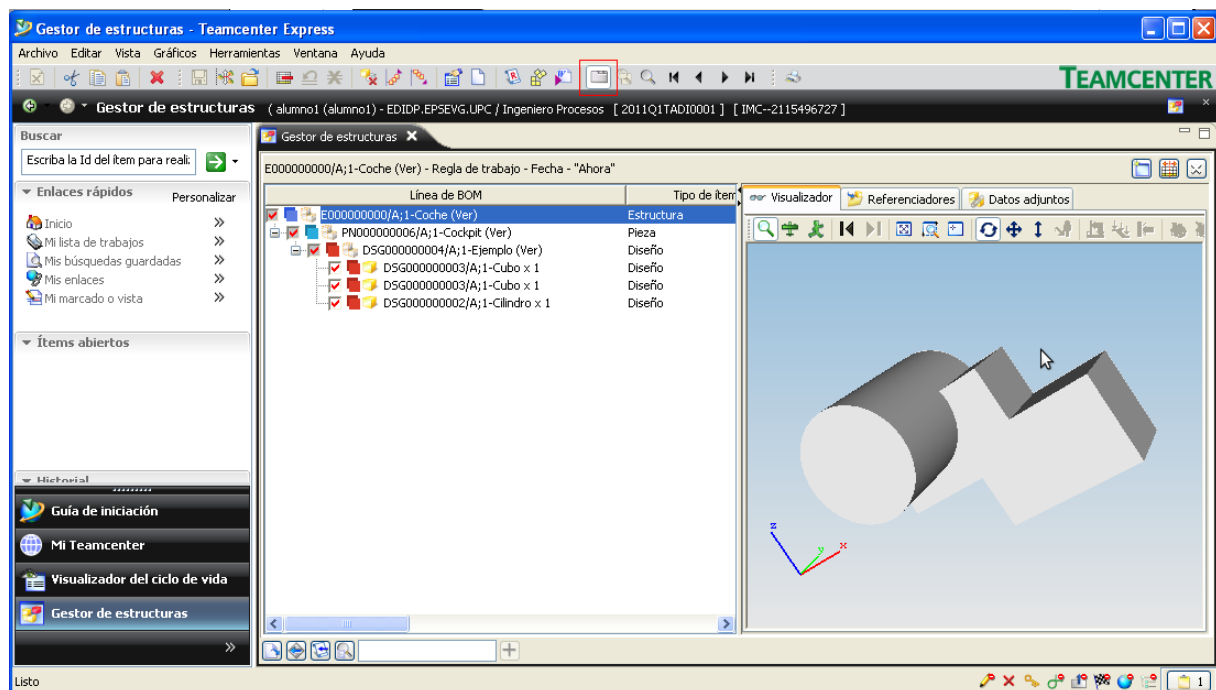 Gestor de estructuras - Teamcenter Express
Archivo Editar Vista Gráficos Herramientas Ventana Ayuda
TEAMCENTER
Gestor de estructuras ( alumno1 (alumno1) - EDIDP.EPSEVG.UPC / Ingeniero Procesos [ 2011Q1TADI0001 ] [ IMC--2115496727 ]
Buscar
Escriba la Id del ítem para reali:
Enlaces rápidos
Personalizar
Inicio
Mi lista de trabajos
Mis búsquedas guardadas
Mis enlaces
Mi marcado o vista
Ítems abiertos
Historial
Guía de iniciación
Mi Teamcenter
Visualizador del ciclo de vida
Gestor de estructuras
Gestor de estructuras
E000000000/A;1-Coche (Ver) - Regla de trabajo - Fecha - "Ahora"
Línea de BOM Tipo de ítem
E000000000/A;1-Coche (Ver) Estructura
PN000000006/A;1-Cockpit (Ver) Pieza
DSG000000004/A;1-Ejemplo (Ver) Diseño
DSG000000003/A;1-Cubo x 1 Diseño
DSG000000003/A;1-Cubo x 1 Diseño
DSG000000002/A;1-Cilindro x 1 Diseño
Visualizador Referenciadores Datos adjuntos
z
y
x
Listo
1